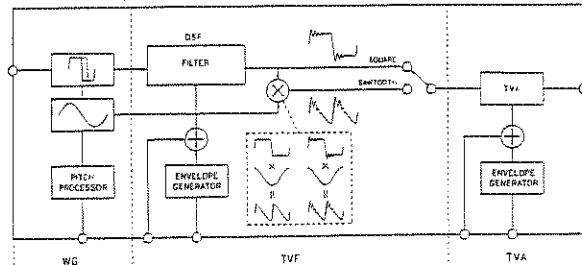 DSF
FILTER
SQUARE
SAWTOOTH
TVA
PITCH
PROCESSOR
ENVELOPE
GENERATOR
ENVELOPE
GENERATOR
WG
TVF
TVA